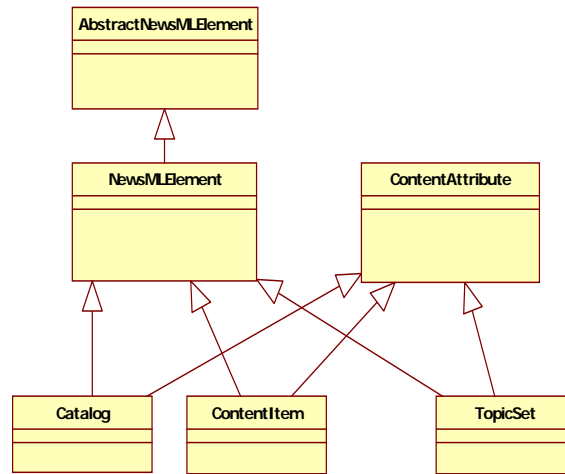 AbstractNewsMLElement
NewsMLElement
ContentAttribute
Catalog
ContentItem
TopicSet